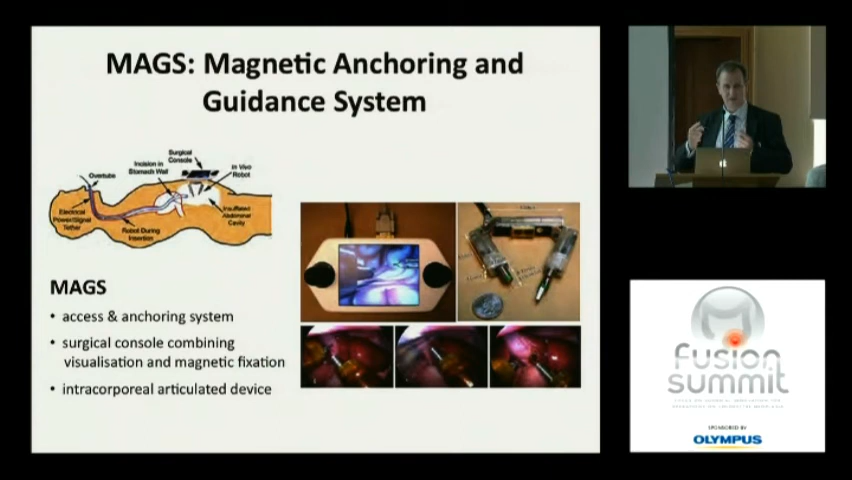 MAGS: Magnetic Anchoring and
Guidance System
Surgical
Console
Incision in
Stomach Wall
In Vivo
Robot
Overtube
Electrical
Power/Signal
Tether
Robot During
Insertion
Insufflated
Abdominal
Cavity
MAGS
• access & anchoring system
• surgical console combining
visualisation and magnetic fixation
• intracorporeal articulated device
fusion
summit
SPONSORED BY
OLYMPUS